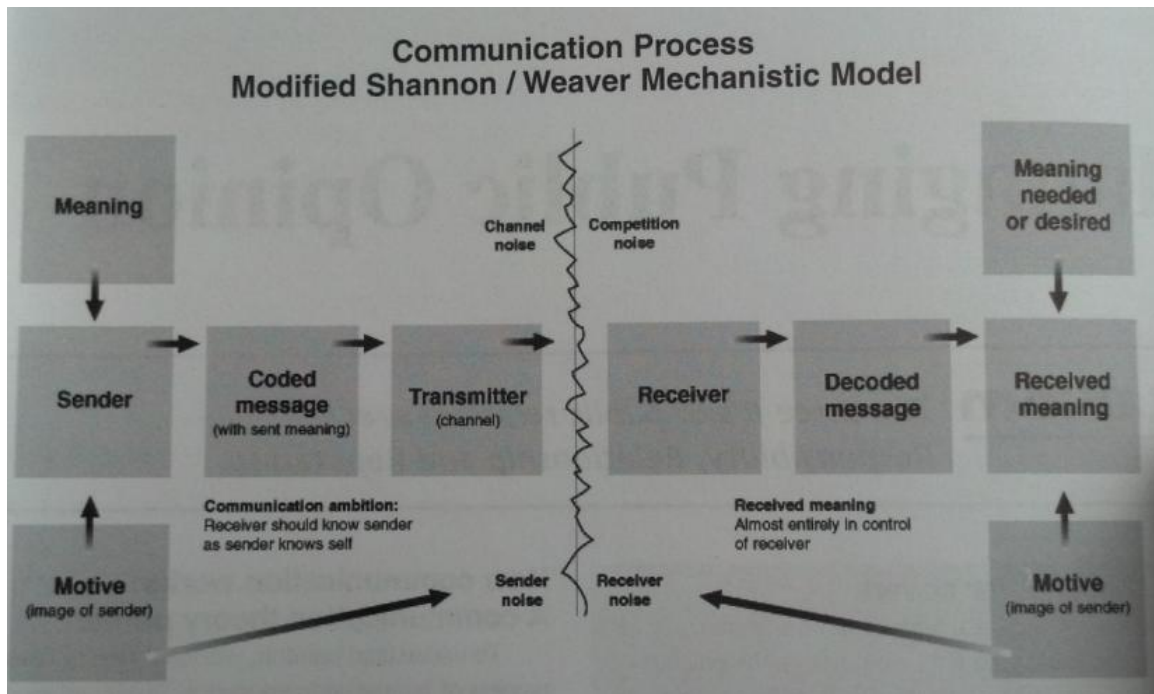 Communication Process
Modified Shannon / Weaver Mechanistic Model
Meaning
Channel
noise
Competition
noise
Meaning
needed
or desired
Sender
Coded
message
(with sent meaning)
Transmitter
(channel)
Receiver
Decoded
message
Received
meaning
Communication ambition:
Receiver should know sender
as sender knows self
Received meaning
Almost entirely in control
of receiver
Motive
(image of sender)
Sender
noise
Receiver
noise
Motive
(image of sender)